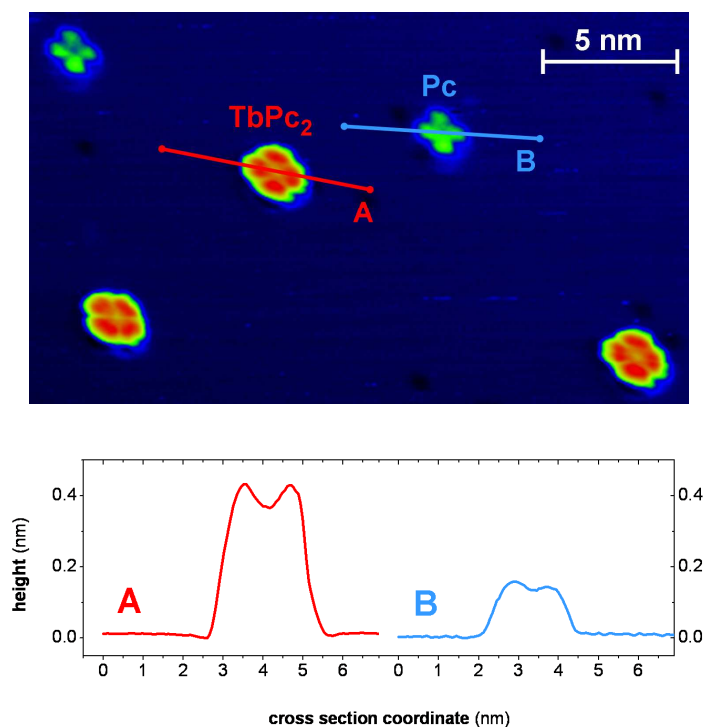 5 nm
Pc
TbPc₂
B
A
0.4
0.2
0.0
height (nm)
A
B
0.4
0.2
0.0
0 1 2 3 4 5 6 0 1 2 3 4 5 6
cross section coordinate (nm)